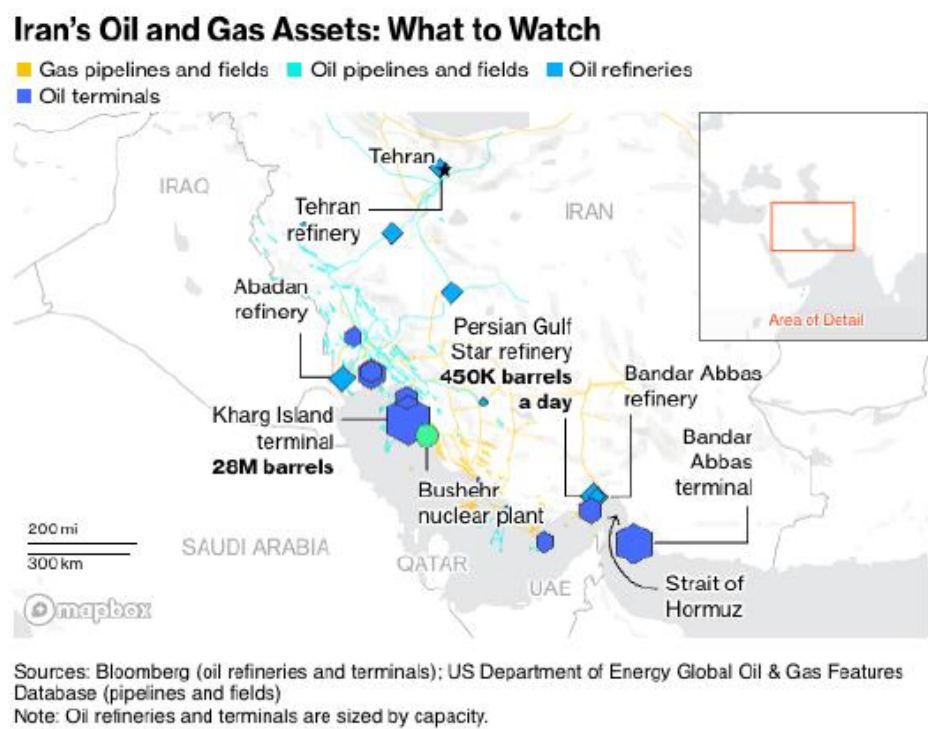 Iran's Oil and Gas Assets: What to Watch
Gas pipelines and fields
Oil pipelines and fields
Oil refineries
Oil terminals
Tehran
IRAQ
Tehran
refinery
IRAN
Area of Detail
Abadan
refinery
Persian Gulf
Star refinery
450K barrels
a day
Bandar Abbas
refinery
Kharg Island
terminal
28M barrels
Bandar
Abbas
terminal
Bushehr
nuclear plant
200 mi
300 km
SAUDI ARABIA
QATAR
UAE
Strait of
Hormuz
mapbox
Sources: Bloomberg (oil refineries and terminals); US Department of Energy Global Oil & Gas Features
Database (pipelines and fields)
Note: Oil refineries and terminals are sized by capacity.